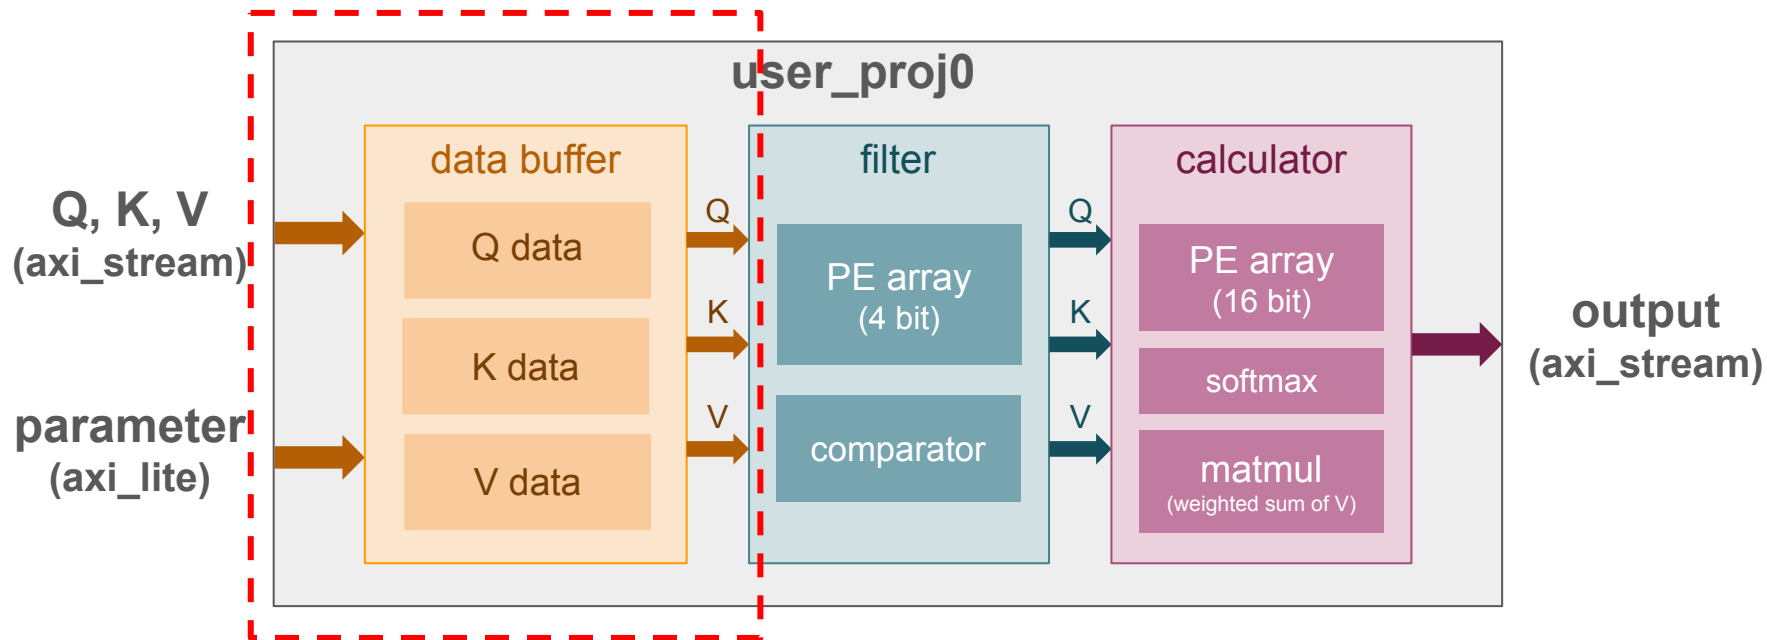 user_proj0
Q, K, V
(axi_stream)
parameter
(axi_lite)
data buffer
Q data
K data
V data
Q
K
V
filter
PE array
(4 bit)
comparator
Q
K
V
calculator
PE array
(16 bit)
softmax
matmul
(weighted sum of V)
output
(axi_stream)